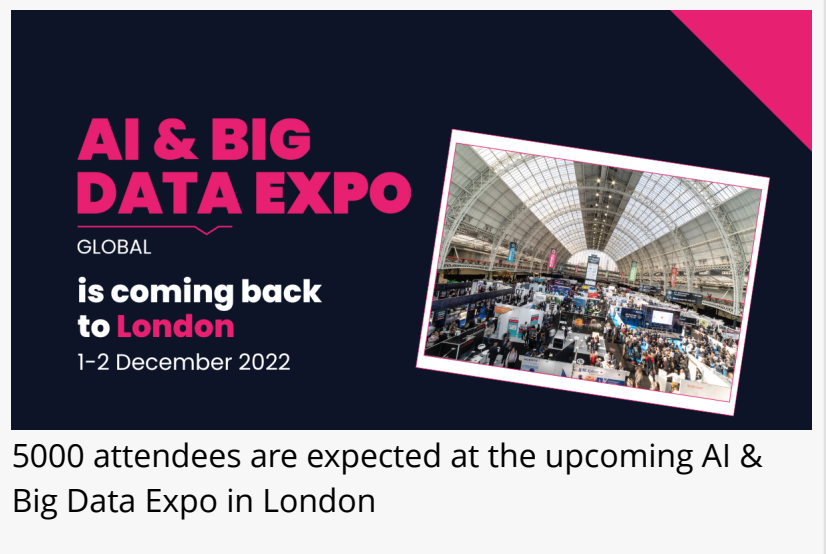 AI & BIG
DATA EXPO
GLOBAL
is coming back
to London
1-2 December 2022
5000 attendees are expected at the upcoming AI &
Big Data Expo in London